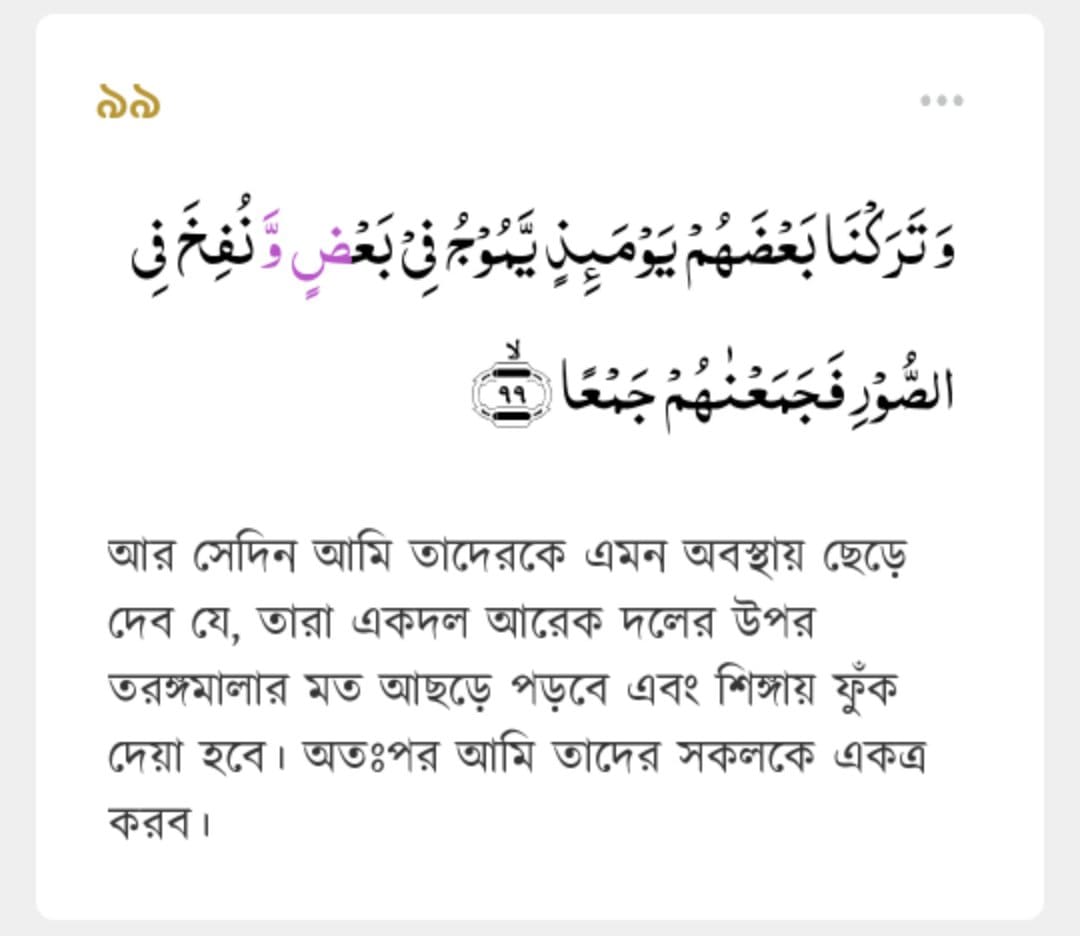 ৯৯
وَتَرَكْنَا بَعْضَهُمْ يَوْمَىِٕذٍ يَّمُوْجُ فِيْ بَعْضٍ وَّنُفِخَ فِى
الصُّوْرِ فَجَمَعْنٰهُمْ جَمْعًا ۙ ٩٩
আর সেদিন আমি তাদেরকে এমন অবস্থায় ছেড়ে
দেব যে, তারা একদল আরেক দলের উপর
তরঙ্গমালার মত আছড়ে পড়বে এবং শিঙ্গায় ফুঁক
দেয়া হবে। অতঃপর আমি তাদের সকলকে একত্র
করব।